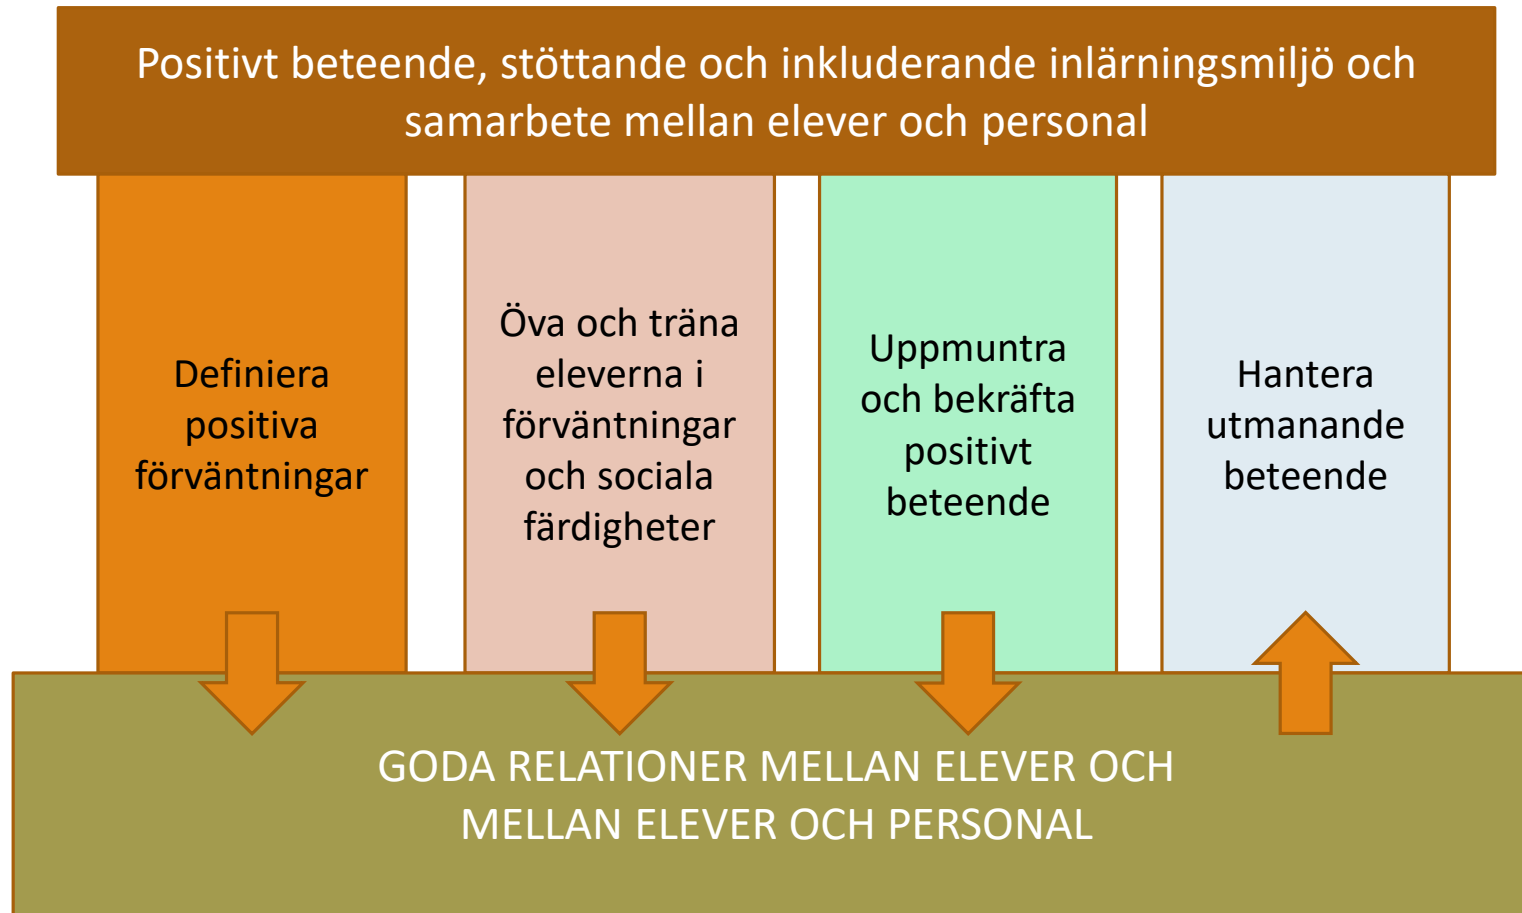 Positivt beteende, stöttande och inkluderande inlärningsmiljö och
samarbete mellan elever och personal
Definiera
positiva
förväntningar
Öva och träna
eleverna i
förväntningar
och sociala
färdigheter
Uppmuntra
och bekräfta
positivt
beteende
Hantera
utmanande
beteende
GODA RELATIONER MELLAN ELEVER OCH
MELLAN ELEVER OCH PERSONAL